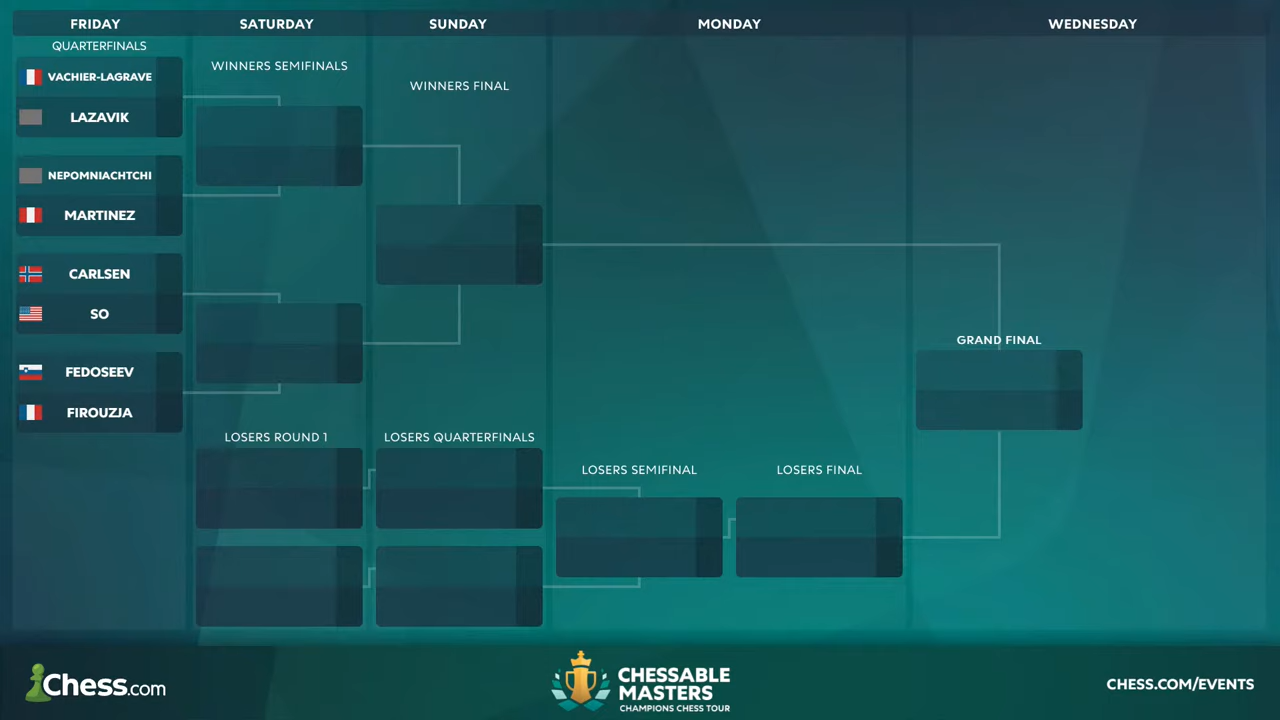 FRIDAY
SATURDAY
SUNDAY
MONDAY
WEDNESDAY
QUARTERFINALS
VACHIER-LAGRAVE
LAZAVIK
NEPOMNIACHTCHI
MARTINEZ
CARLSEN
SO
FEDOSEEV
FIROUZJA
WINNERS SEMIFINALS
WINNERS FINAL
LOSERS ROUND 1
LOSERS QUARTERFINALS
LOSERS SEMIFINAL
LOSERS FINAL
GRAND FINAL
Chess.com
CHESSABLE
MASTERS
CHAMPIONS CHESS TOUR
CHESS.COM/EVENTS